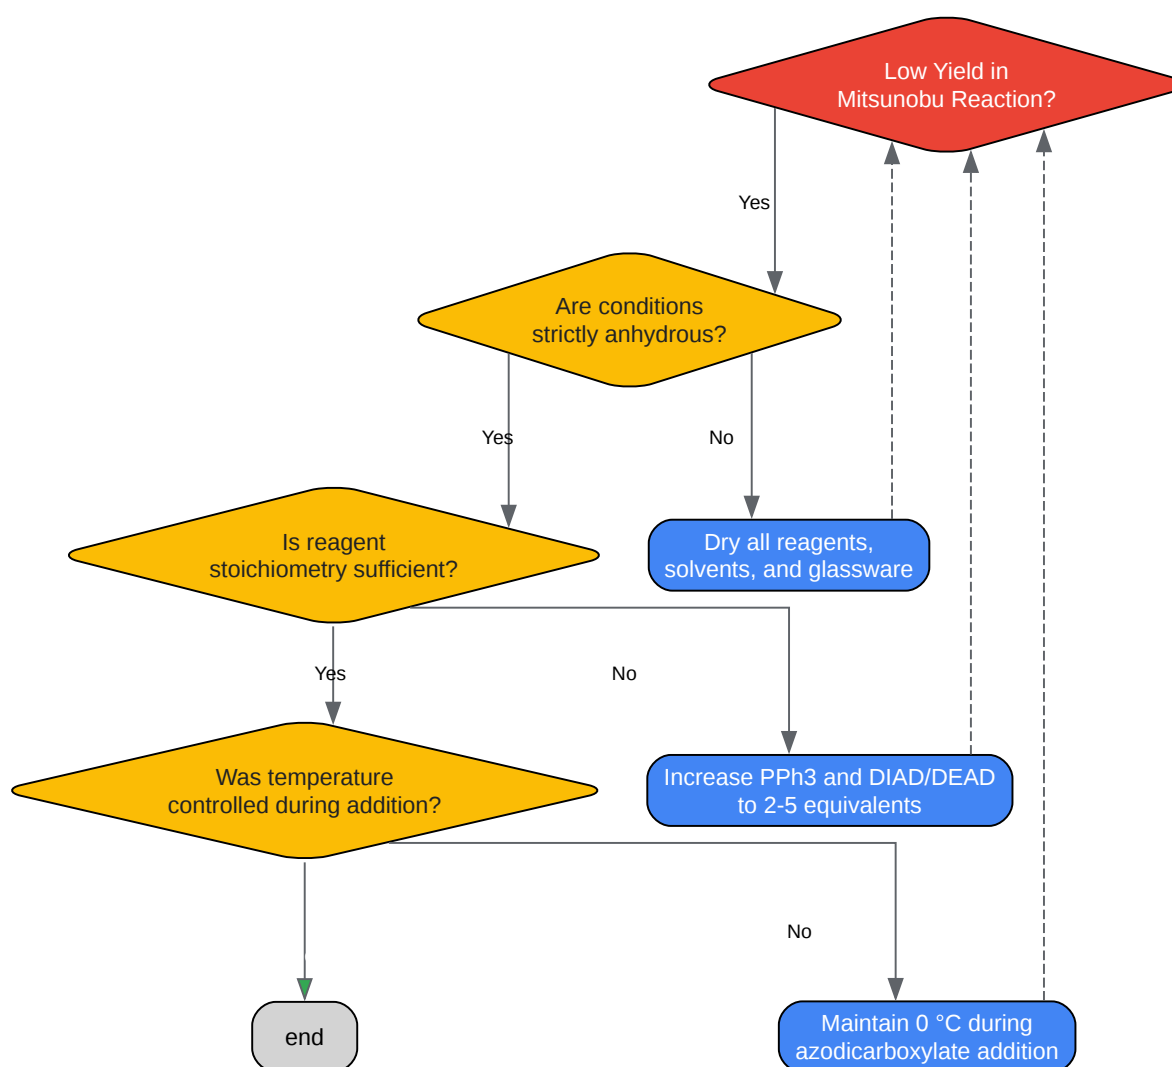 Low Yield in
Mitsunobu Reaction?
Yes
Are conditions
strictly anhydrous?
Yes
No
Is reagent
stoichiometry sufficient?
Dry all reagents,
solvents, and glassware
Yes
No
Was temperature
controlled during addition?
Increase PPh3 and DIAD/DEAD
to 2-5 equivalents
No
end
Maintain 0 °C during
azodicarboxylate addition